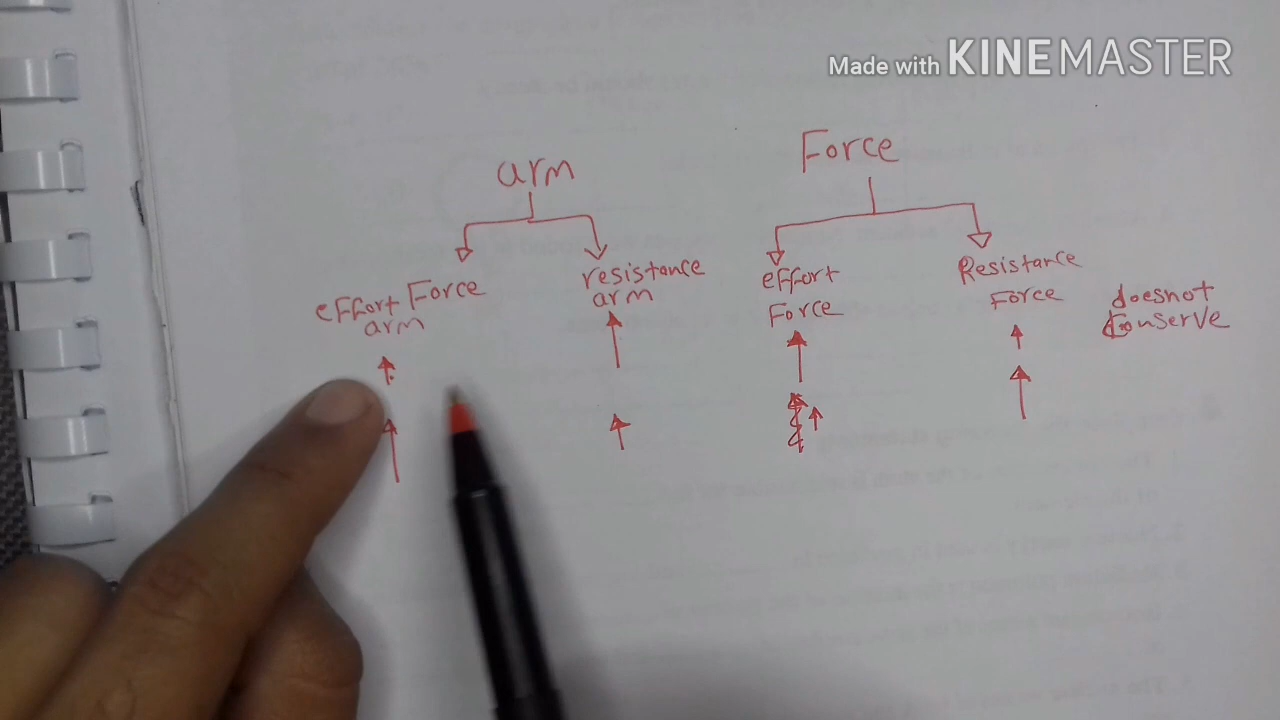 Made with KINEMASTER
arm
Force
effort Force
arm
resistance
arm
effort
Force
Resistance
Force
doesnot
Conserve